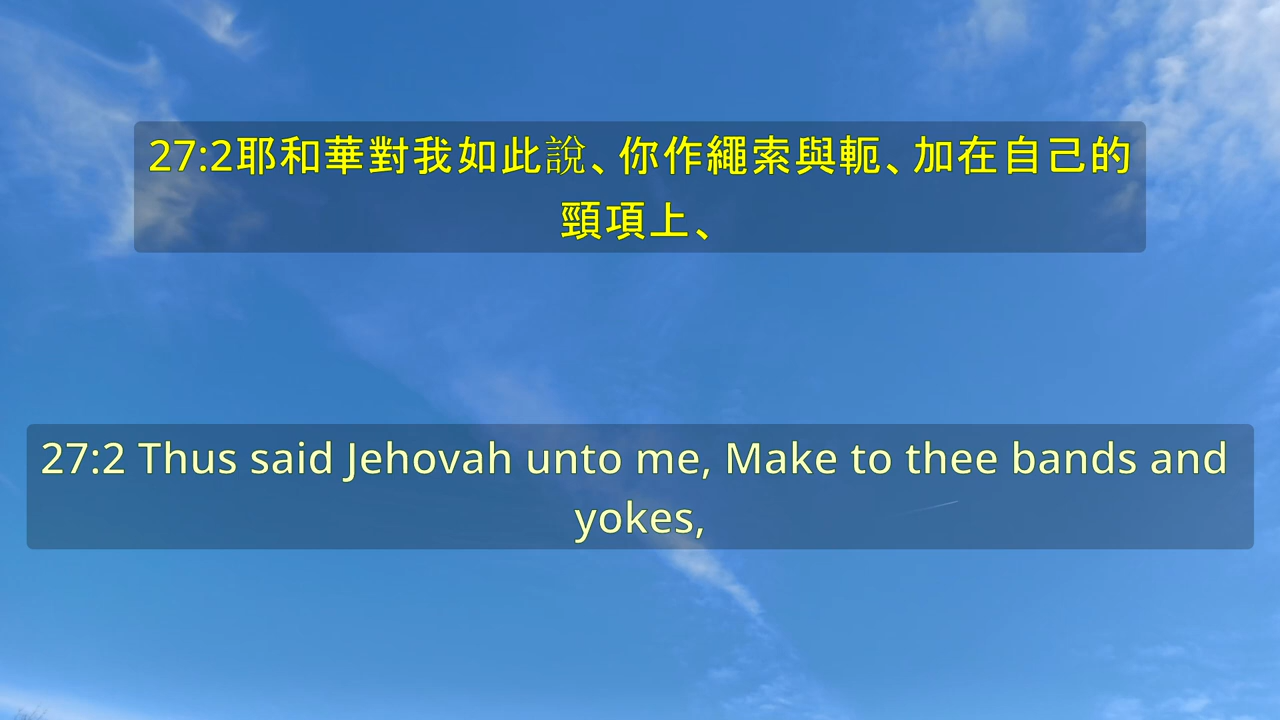 27:2耶和華對我如此說、你作繩索與軛、加在自己的
頸項上、
27:2 Thus said Jehovah unto me, Make to thee bands and
yokes,